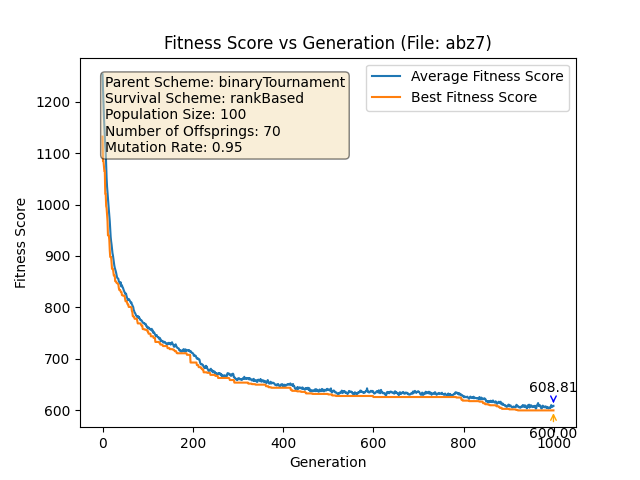 Fitness Score vs Generation (File: abz7)
Parent Scheme: binaryTournament
Survival Scheme: rankBased
Population Size: 100
Number of Offsprings: 70
Mutation Rate: 0.95
Average Fitness Score
Best Fitness Score
Fitness Score
1200
1100
1000
900
800
700
600
608.81
600.00
0
200
400
600
800
1000
Generation